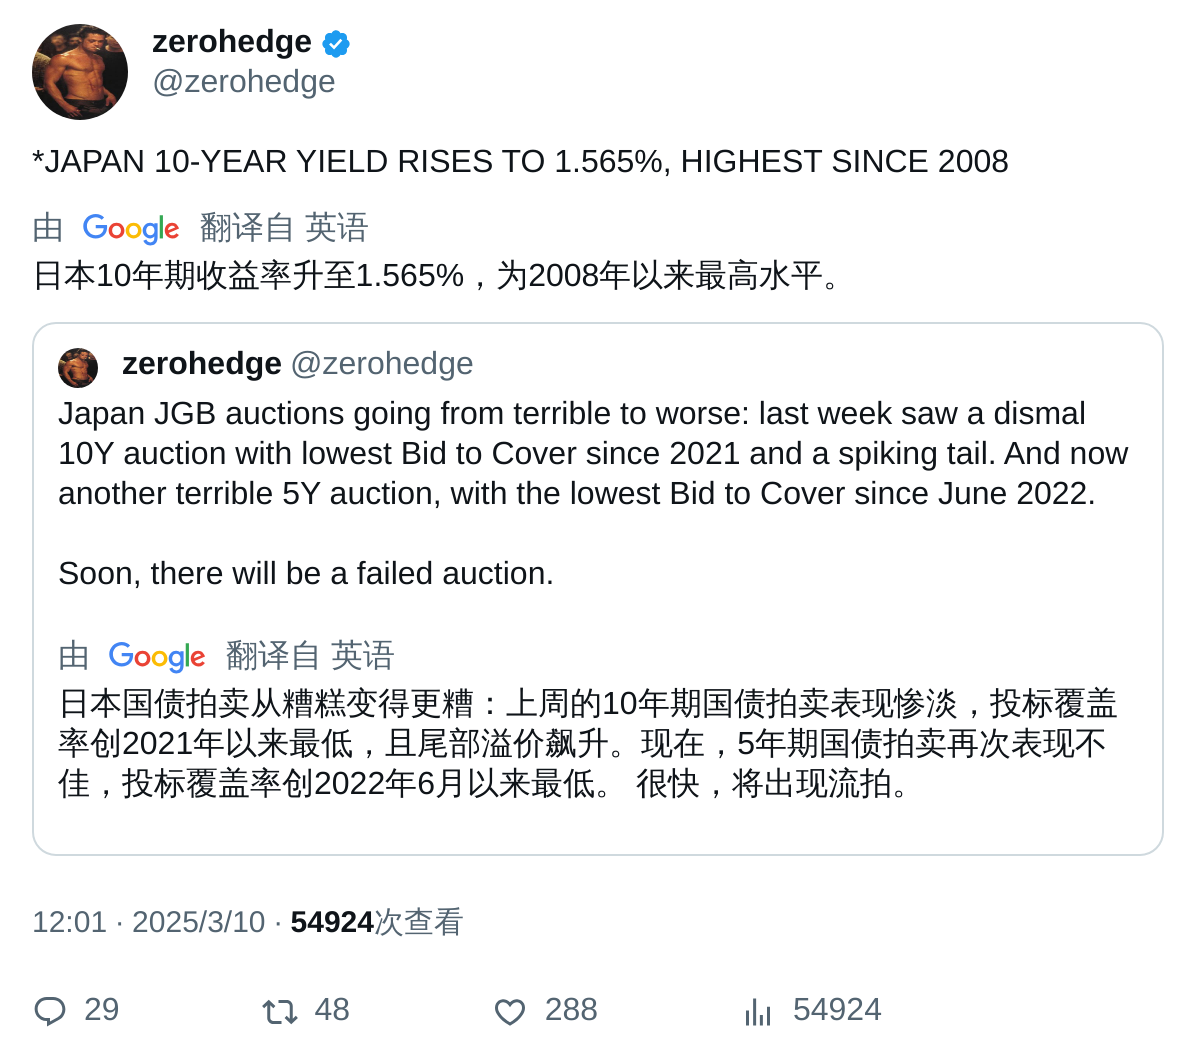 zerohedge
@zerohedge
*JAPAN 10-YEAR YIELD RISES TO 1.565%, HIGHEST SINCE 2008
由 Google 翻译自 英语
日本10年期收益率升至1.565%，为2008年以来最高水平。
zerohedge @zerohedge
Japan JGB auctions going from terrible to worse: last week saw a dismal
10Y auction with lowest Bid to Cover since 2021 and a spiking tail. And now
another terrible 5Y auction, with the lowest Bid to Cover since June 2022.
Soon, there will be a failed auction.
由 Google 翻译自 英语
日本国债拍卖从糟糕变得更糟：上周的10年期国债拍卖表现惨淡，投标覆盖
率创2021年以来最低，且尾部溢价飙升。现在，5年期国债拍卖再次表现不
佳，投标覆盖率创2022年6月以来最低。 很快，将出现流拍。
12:01 · 2025/3/10 · 54924次查看
29 48 288 54924